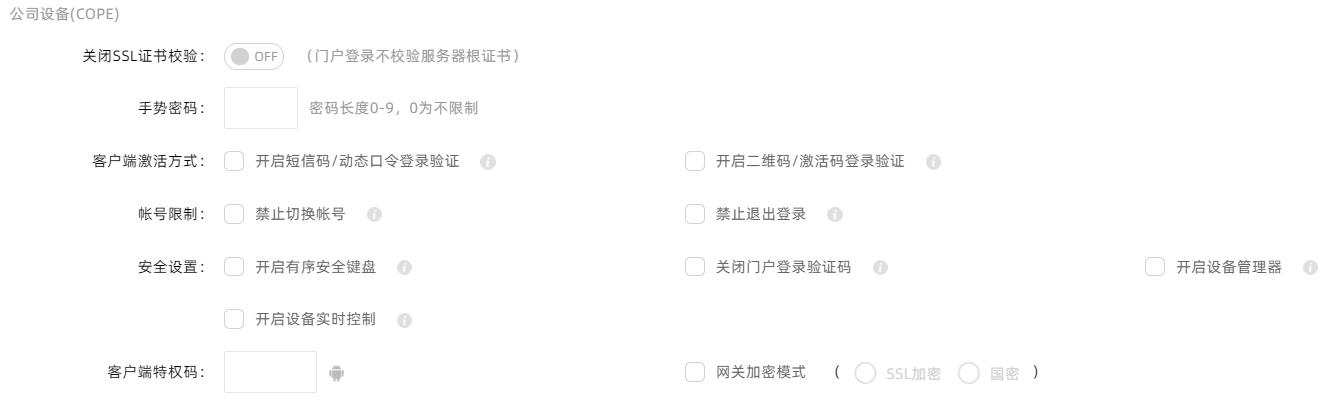 公司设备(COPE)
关闭SSL证书校验： OFF （门户登录不校验服务器根证书）
手势密码： 密码长度0-9，0为不限制
客户端激活方式： 开启短信码/动态口令登录验证 开启二维码/激活码登录验证
帐号限制： 禁止切换帐号 禁止退出登录
安全设置： 开启有序安全键盘 关闭门户登录验证码 开启设备管理器
开启设备实时控制
客户端特权码： 网关加密模式 （ SSL加密 国密 ）